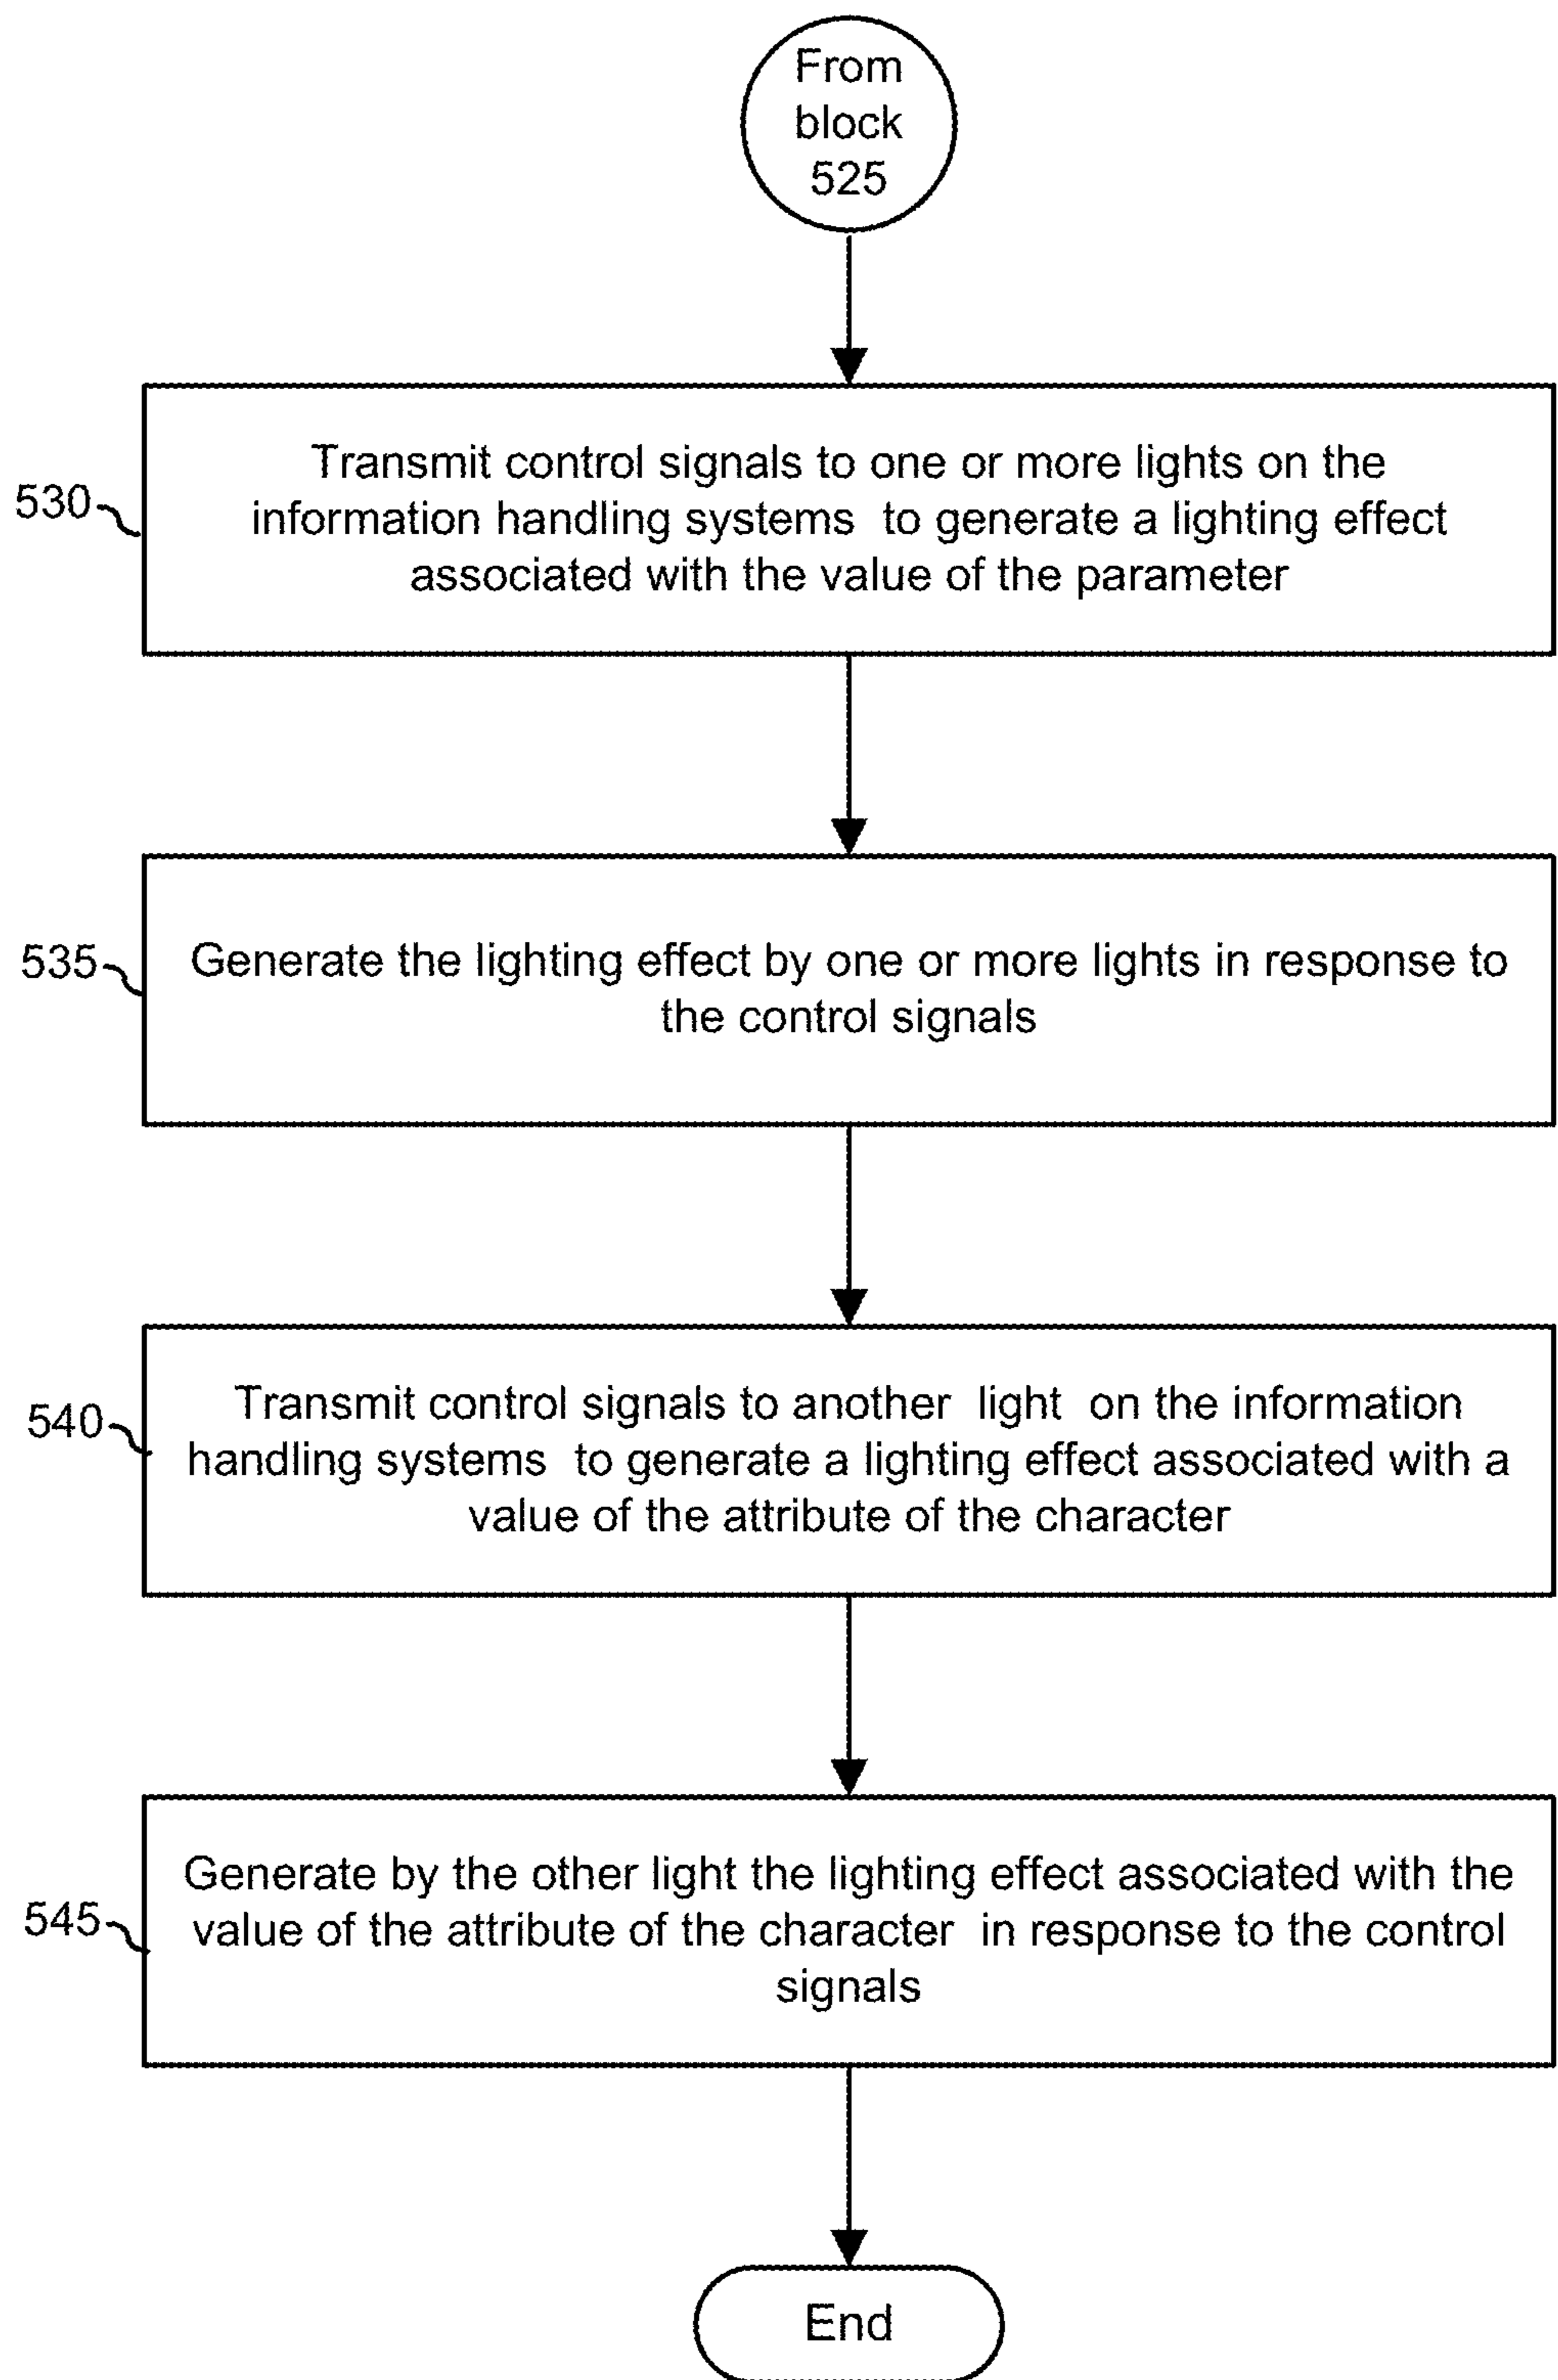 From
block
525
530
Transmit control signals to one or more lights on the
information handling systems to generate a lighting effect
associated with the value of the parameter
535
Generate the lighting effect by one or more lights in response to
the control signals
540
Transmit control signals to another light on the information
handling systems to generate a lighting effect associated with a
value of the attribute of the character
545
Generate by the other light the lighting effect associated with the
value of the attribute of the character in response to the control
signals
End